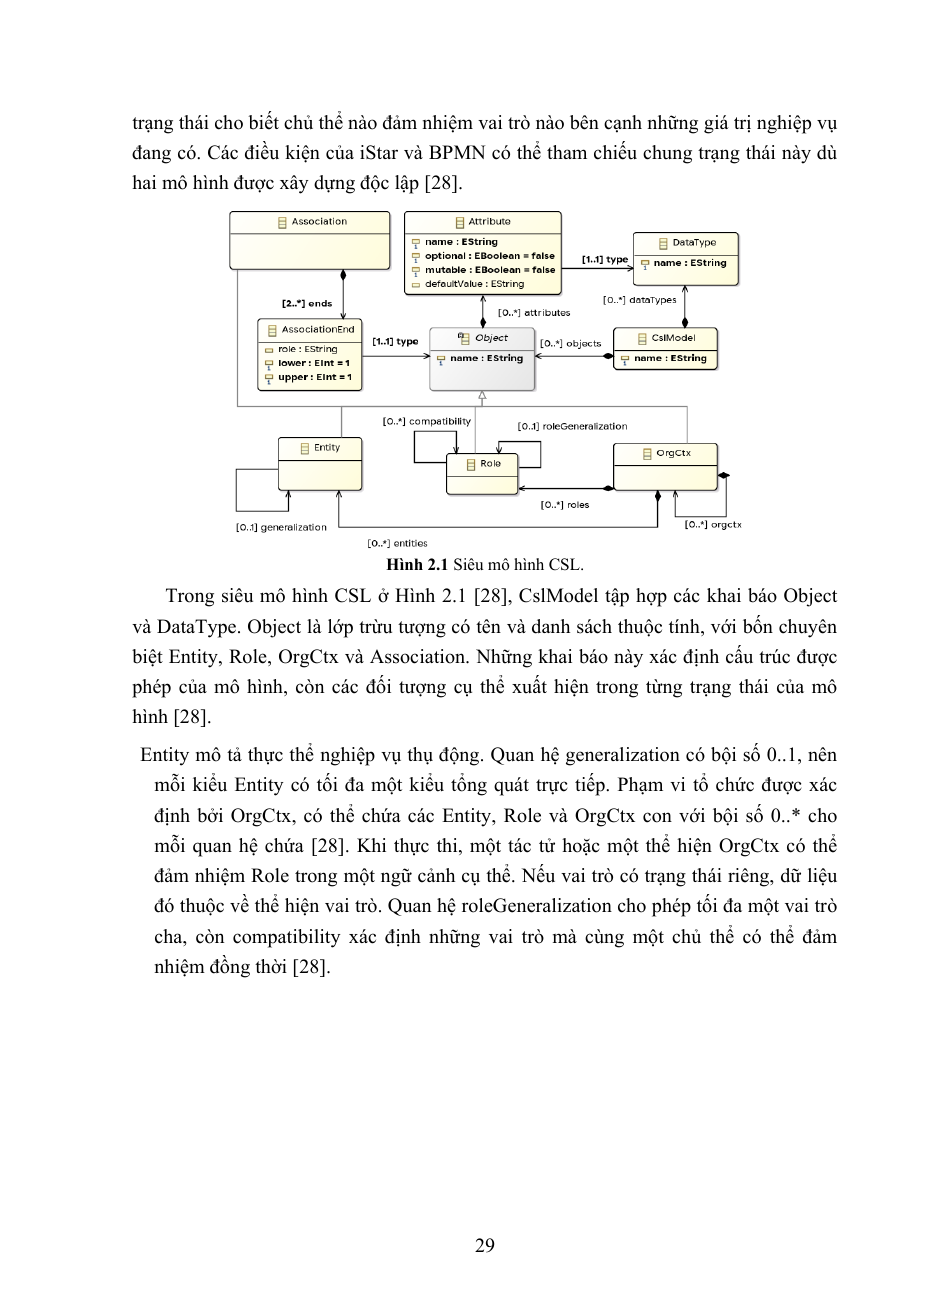 trạng thái cho biết chủ thể nào đảm nhiệm vai trò nào bên cạnh những giá trị nghiệp vụ
đang có. Các điều kiện của iStar và BPMN có thể tham chiếu chung trạng thái này dù
hai mô hình được xây dựng độc lập [28].
Association
Attribute
name : EString
optional : EBoolean = false
mutable : EBoolean = false
defaultValue : EString
[1..1] type
DataType
name : EString
[2..*] ends
[0..*] attributes
[0..*] dataTypes
AssociationEnd
role : EString
lower : EInt = 1
upper : EInt = 1
[1..1] type
Object
name : EString
[0..*] objects
CslModel
name : EString
[0..*] compatibility
[0..1] roleGeneralization
Entity
Role
OrgCtx
[0..*] roles
[0..1] generalization
[0..*] orgctx
[0..*] entities
Hình 2.1 Siêu mô hình CSL.
Trong siêu mô hình CSL ở Hình 2.1 [28], CslModel tập hợp các khai báo Object
và DataType. Object là lớp trừu tượng có tên và danh sách thuộc tính, với bốn chuyên
biệt Entity, Role, OrgCtx và Association. Những khai báo này xác định cấu trúc được
phép của mô hình, còn các đối tượng cụ thể xuất hiện trong từng trạng thái của mô
hình [28].
Entity mô tả thực thể nghiệp vụ thụ động. Quan hệ generalization có bội số 0..1, nên
mỗi kiểu Entity có tối đa một kiểu tổng quát trực tiếp. Phạm vi tổ chức được xác
định bởi OrgCtx, có thể chứa các Entity, Role và OrgCtx con với bội số 0..* cho
mỗi quan hệ chứa [28]. Khi thực thi, một tác tử hoặc một thể hiện OrgCtx có thể
đảm nhiệm Role trong một ngữ cảnh cụ thể. Nếu vai trò có trạng thái riêng, dữ liệu
đó thuộc về thể hiện vai trò. Quan hệ roleGeneralization cho phép tối đa một vai trò
cha, còn compatibility xác định những vai trò mà cùng một chủ thể có thể đảm
nhiệm đồng thời [28].
29